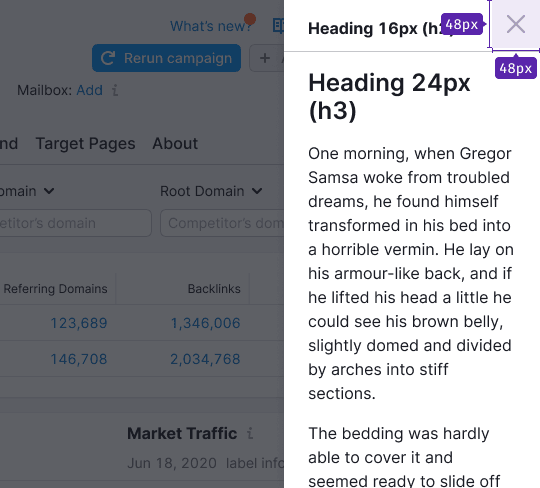 What's new?
Rerun campaign
+ A
Mailbox: Add
nd Target Pages About
omain Root Domain
etitor's domain Competitor's domain
Referring Domains Backlinks
123,689 1,346,006
146,708 2,034,768
Market Traffic
Jun 18, 2020 label info
Heading 16px (h
48px
48px
Heading 24px
(h3)
One morning, when Gregor
Samsa woke from troubled
dreams, he found himself
transformed in his bed into
a horrible vermin. He lay on
his armour-like back, and if
he lifted his head a little he
could see his brown belly,
slightly domed and divided
by arches into stiff
sections.
The bedding was hardly
able to cover it and
seemed ready to slide off